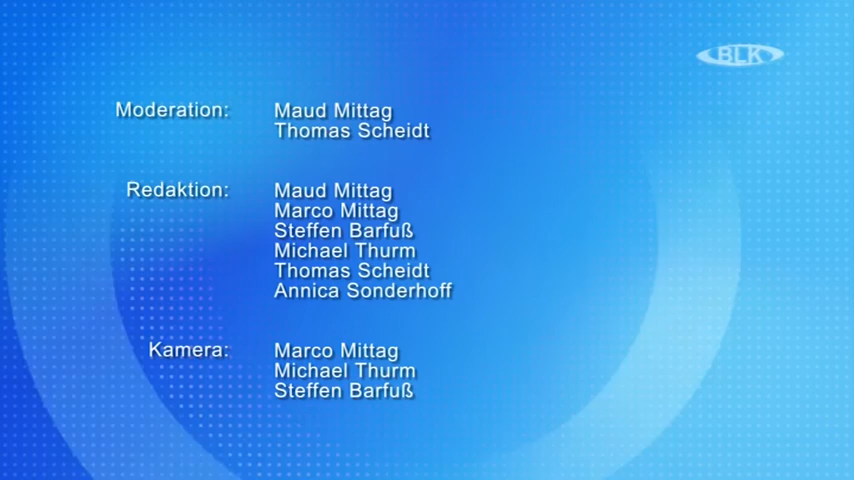 BLK
Moderation: Maud Mittag
Thomas Scheidt
Redaktion: Maud Mittag
Marco Mittag
Steffen Barfuß
Michael Thurm
Thomas Scheidt
Annica Sonderhoff
Kamera: Marco Mittag
Michael Thurm
Steffen Barfuß